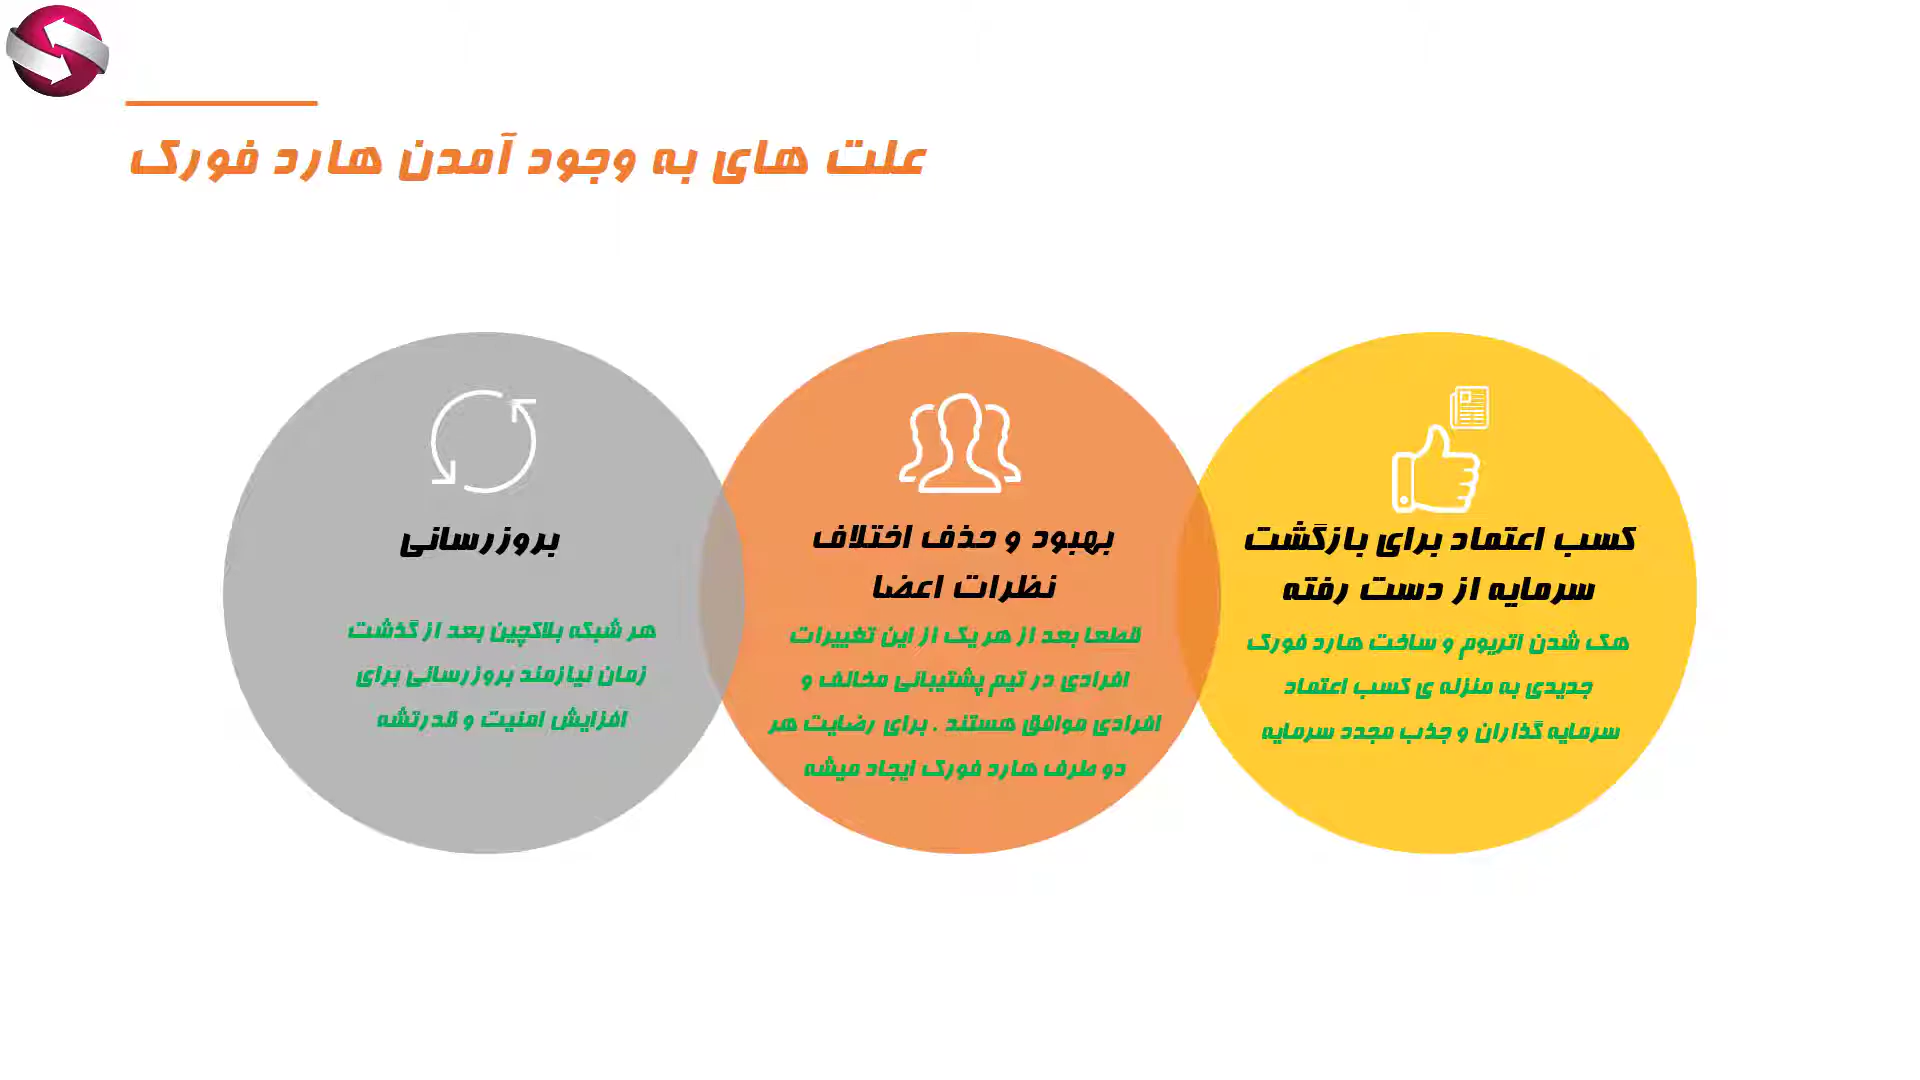 علت های به وجود آمدن هارد فورک
کسب اعتماد برای بازگشت
سرمایه از دست رفته
هک شدن اتریوم و ساخت هارد فورک
جدیدی به منزله ی کسب اعتماد
سرمایه گذاران و جذب مجدد سرمایه
بهبود و حذف اختلاف
نظرات اعضا
قطعا بعد از هر یک از این تغییرات
افرادی در تیم پشتیبانی مخالف و
افرادی موافق هستند . برای رضایت هر
دو طرف هارد فورک ایجاد میشه
بروزرسانی
هر شبکه بلاکچین بعد از گذشت
زمان نیازمند بروزرسانی برای
افزایش امنیت و قدرتشه